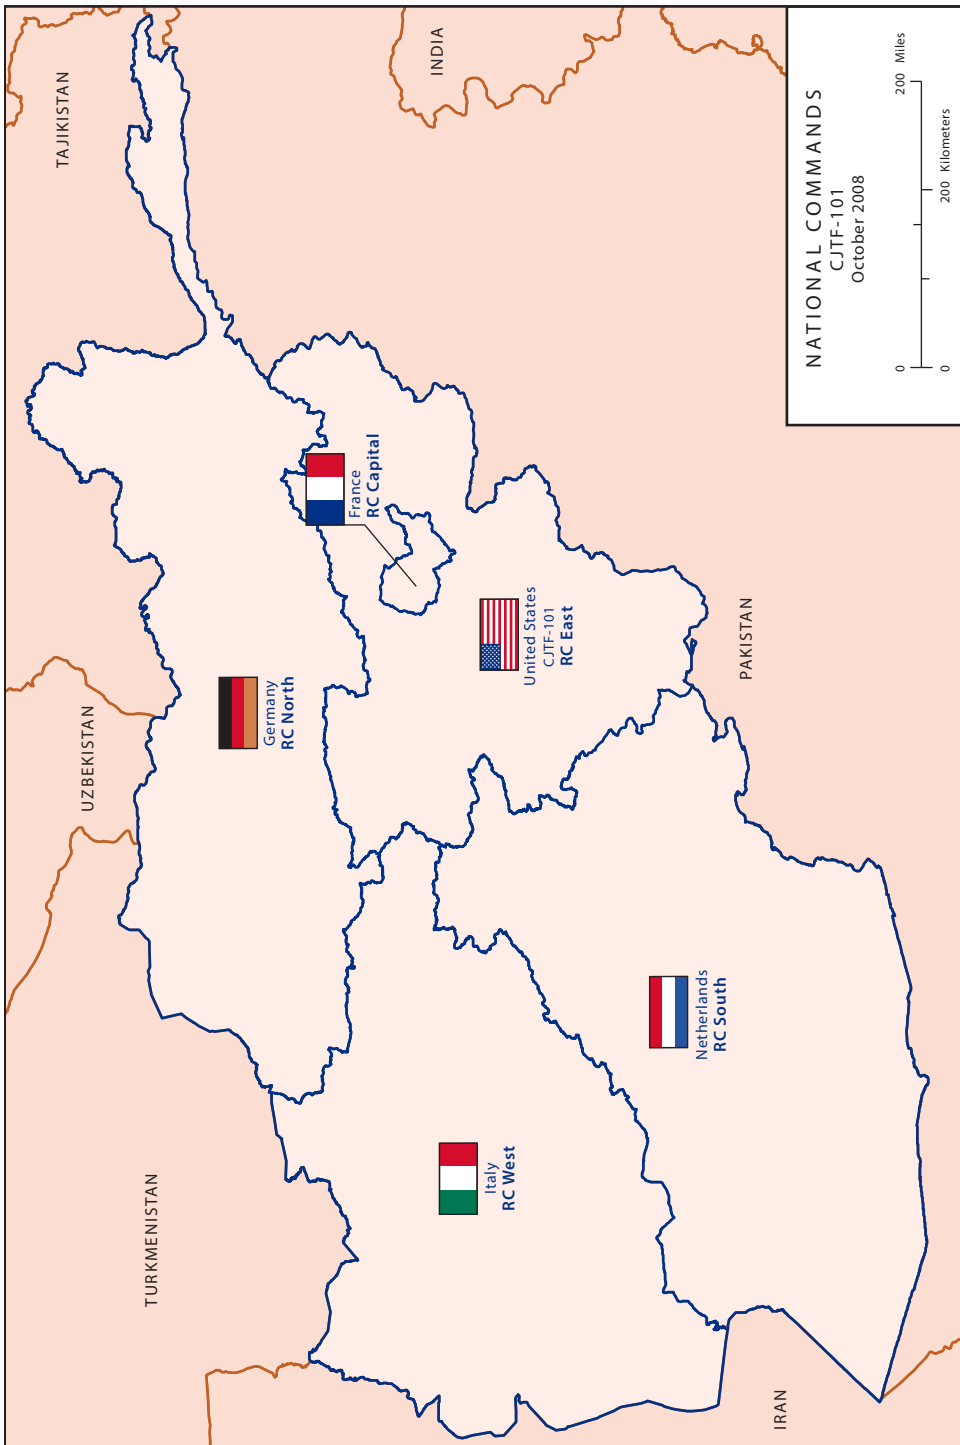 NATIONAL COMMANDS
CJTF-101
October 2008
0
200 Miles
0
200 Kilometers
TURKMENISTAN
UZBEKISTAN
TAJIKISTAN
INDIA
PAKISTAN
IRAN
Germany
RC North
France
RC Capital
United States
CJTF-101
RC East
Italy
RC West
Netherlands
RC South